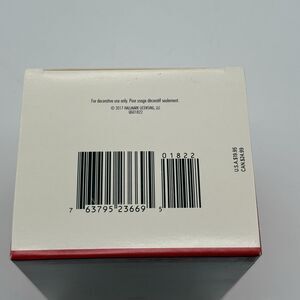 For decorative use only. Pour usage décoratif seulement.
© 2017 HALLMARK LICENSING, LLC
QHX1822
01822
7 63795 23669 5
U.S.A. $19.95
CAN. $24.99